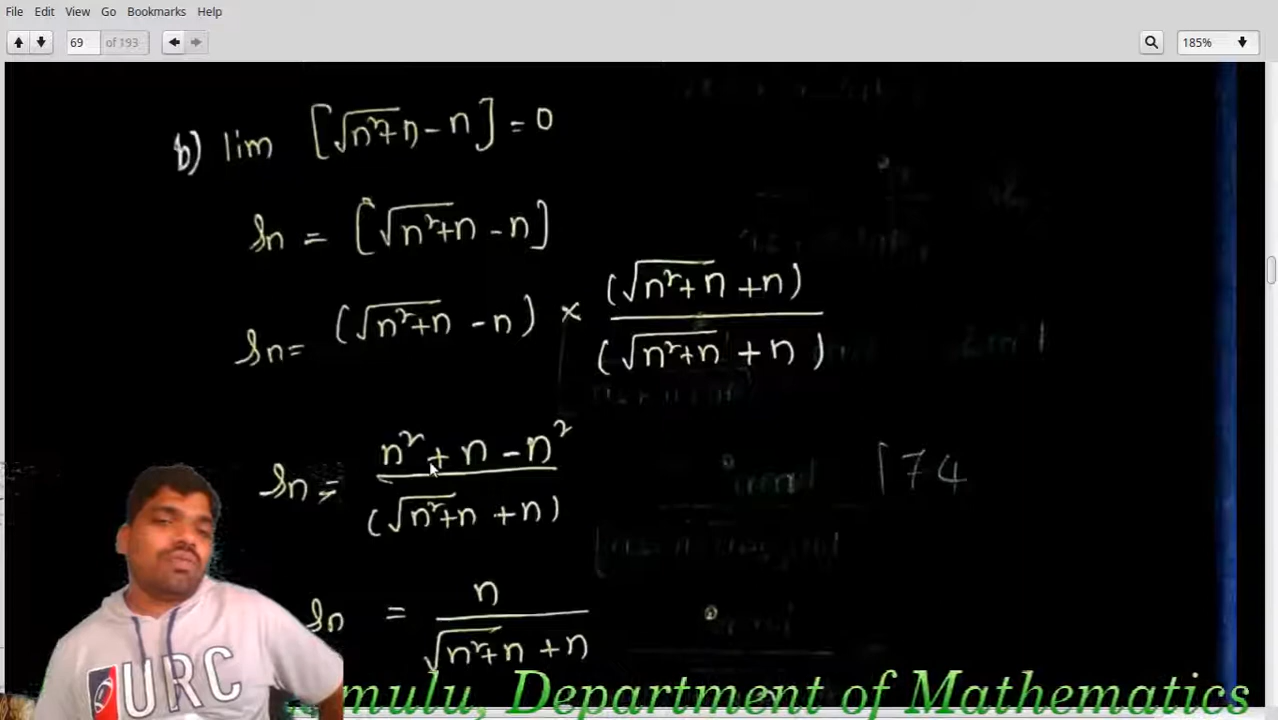 File Edit View Go Bookmarks Help
69 of 193 185%
b) lim [√n²+n - n] = 0
Sn = [√n²+n - n]
Sn = (√n²+n - n) × (√n²+n + n) / (√n²+n + n)
Sn = n² + n - n² / (√n²+n + n)
174
Sn = n / √n²+n + n
URC
mulu, Department of Mathematics